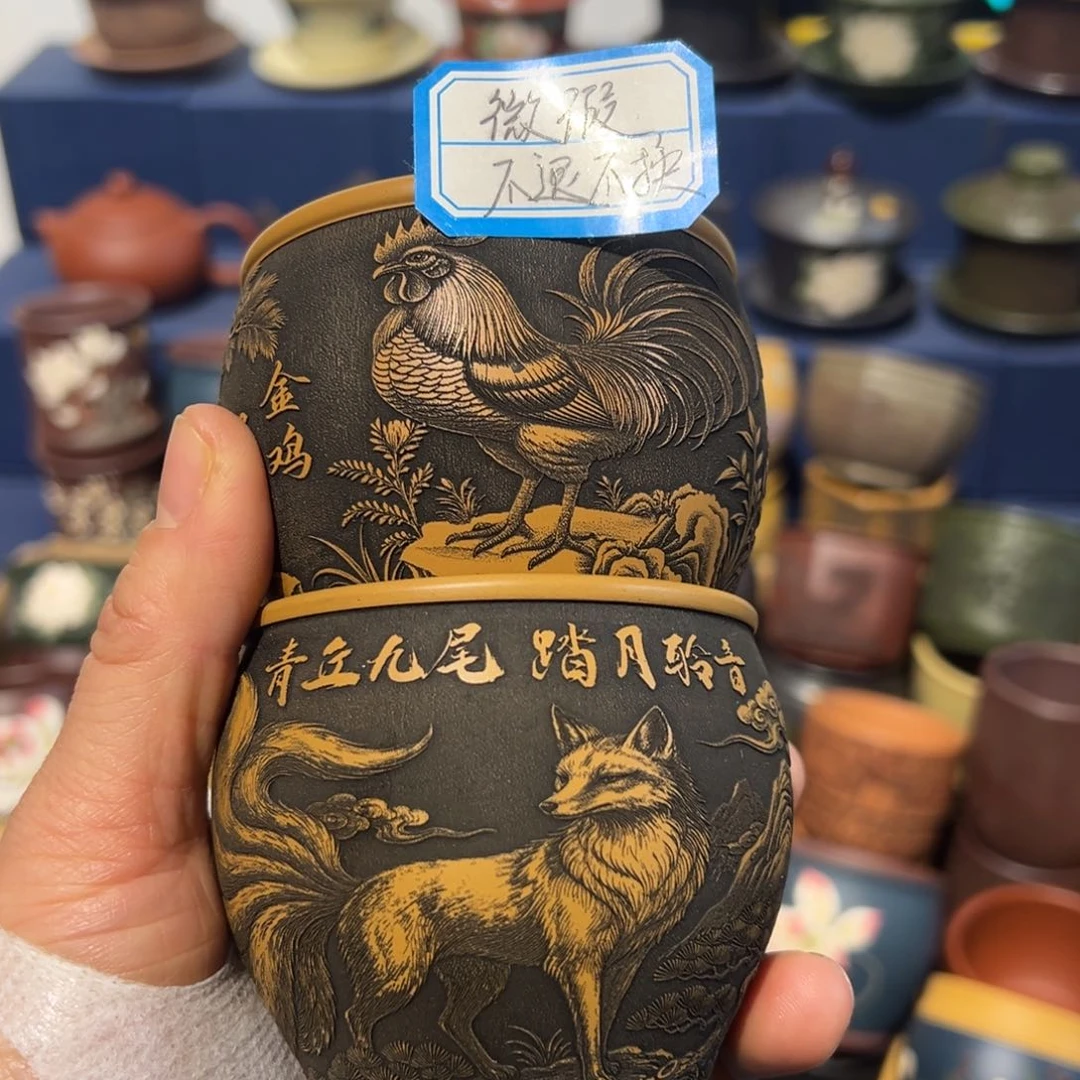 微瑕
不退不换
金鸡
青丘九尾 踏月聆音